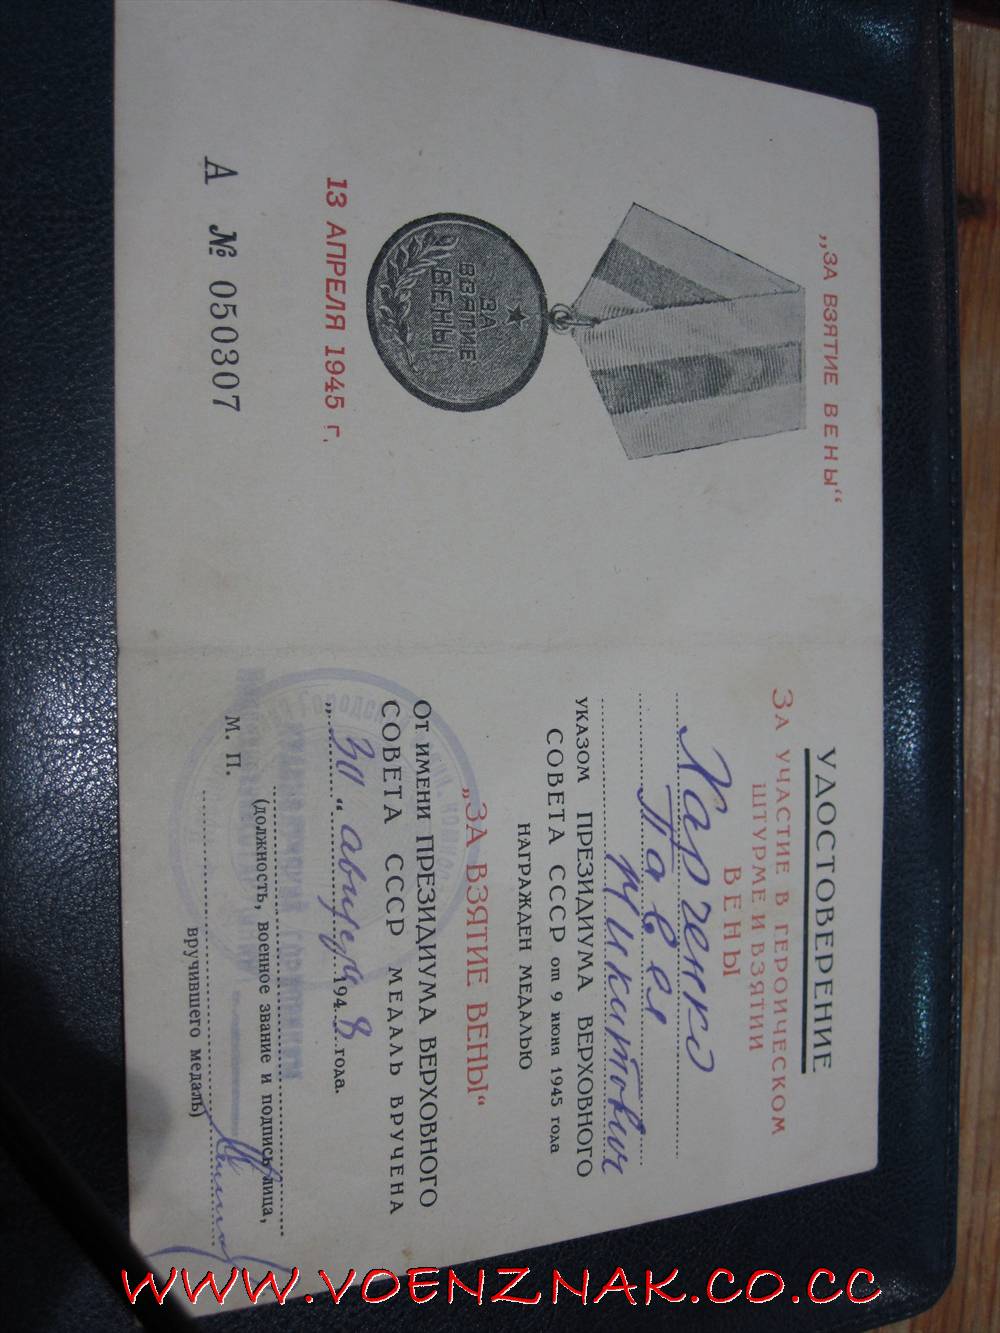 „ЗА ВЗЯТИЕ ВЕНЫ“
ЗА
ВЗЯТИЕ
ВЕНЫ
13 АПРЕЛЯ 1945 г.
А № 050307
УДОСТОВЕРЕНИЕ
ЗА УЧАСТИЕ В ГЕРОИЧЕСКОМ
ШТУРМЕ И ВЗЯТИИ
ВЕНЫ
Харченко
Павел
Никитович
УКАЗОМ ПРЕЗИДИУМА ВЕРХОВНОГО
СОВЕТА СССР от 9 июня 1945 года
НАГРАЖДЕН МЕДАЛЬЮ
„ЗА ВЗЯТИЕ ВЕНЫ“
От имени ПРЕЗИДИУМА ВЕРХОВНОГО
СОВЕТА СССР МЕДАЛЬ ВРУЧЕНА
„30“ август 1948 года.
М. П.
(должность, военное звание и подпись лица,
вручившего медаль)
WWW.VOENZNAK.CO.CC